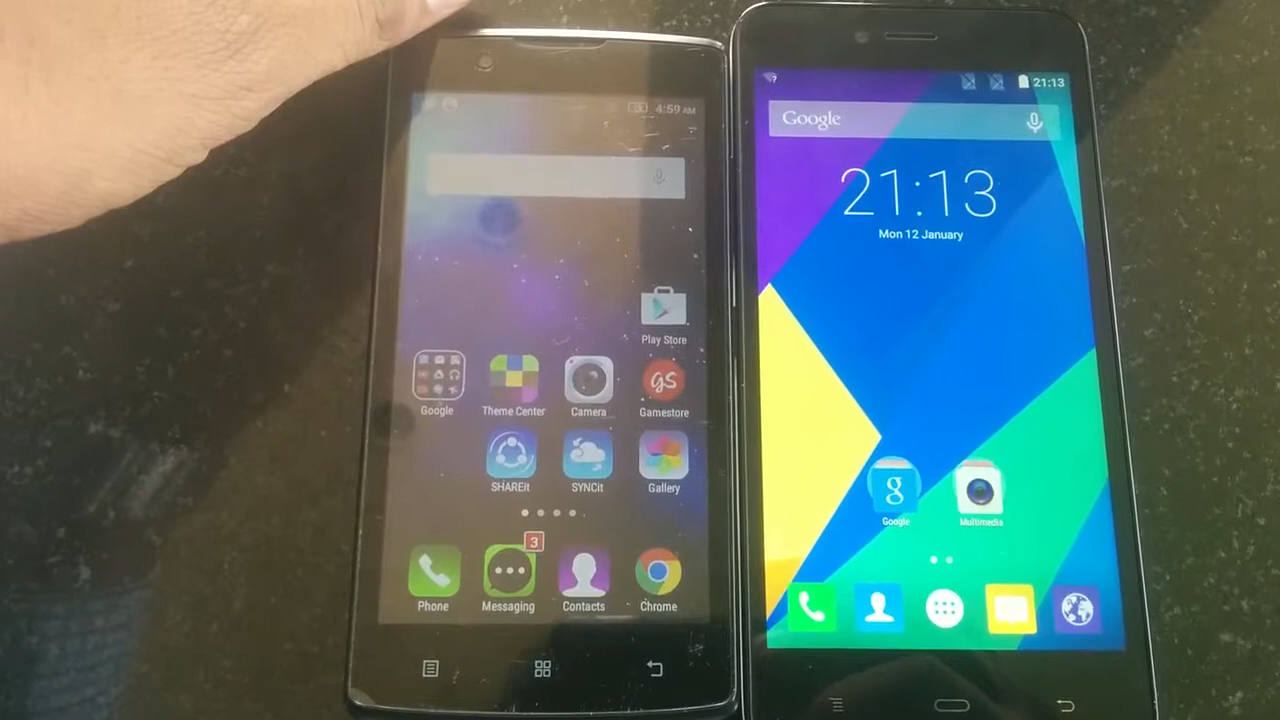 4:59 AM
Play Store
Google
Theme Center
Camera
gs
Gamestore
SHAREit
SYNCit
Gallery
3
Phone
Messaging
Contacts
Chrome
21:13
Google
21:13
Mon 12 January
g
Google
Multimedia